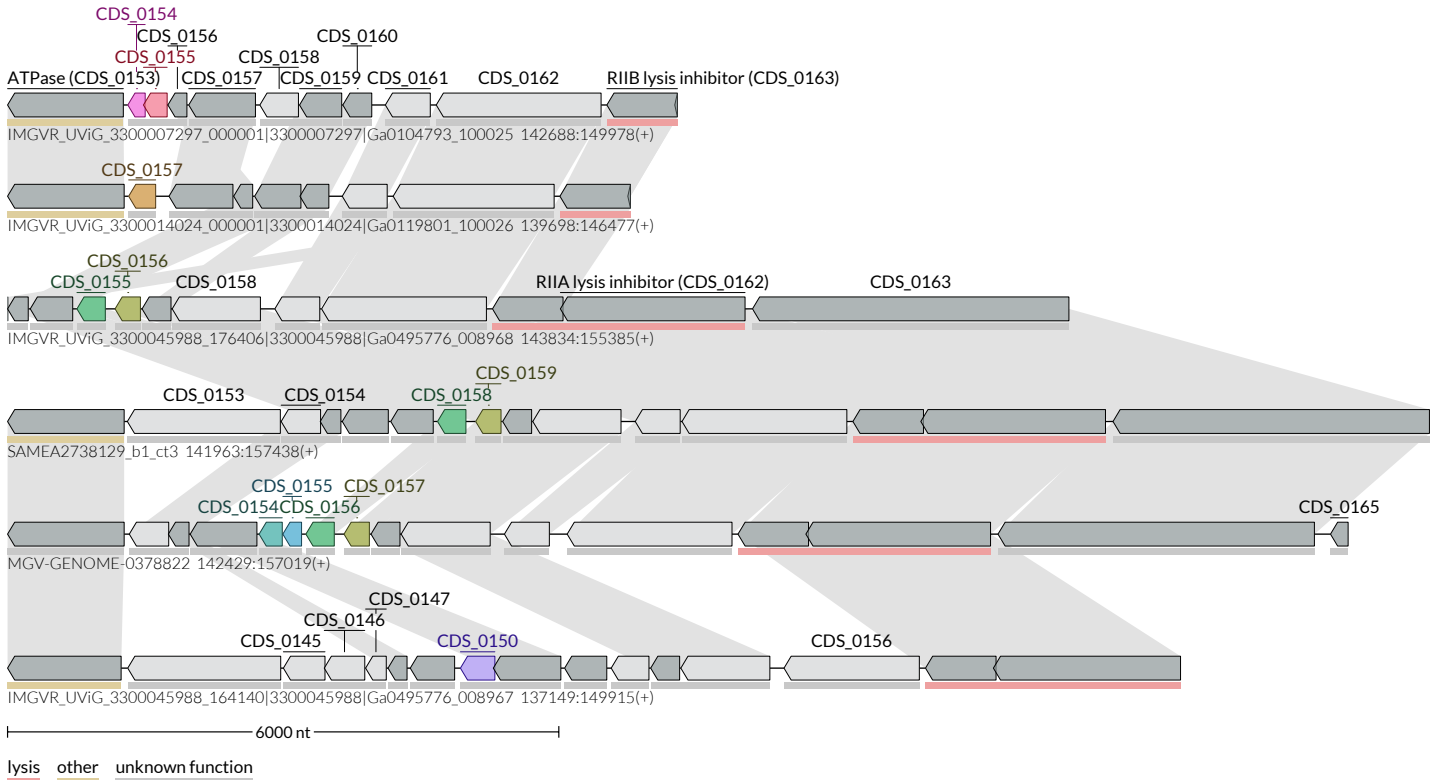 CDS_0154
CDS_0156 CDS_0160
CDS_0155 CDS_0158
ATPase (CDS_0153) CDS_0157 CDS_0159 CDS_0161 CDS_0162 RIIB lysis inhibitor (CDS_0163)
IMGVR_UViG_3300007297_000001|3300007297|Ga0104793_100025 142688:149978(+)
CDS_0157
IMGVR_UViG_3300014024_000001|3300014024|Ga0119801_100026 139698:146477(+)
CDS_0156
CDS_0155 CDS_0158 RIIA lysis inhibitor (CDS_0162) CDS_0163
IMGVR_UViG_3300045988_176406|3300045988|Ga0495776_008968 143834:155385(+)
CDS_0159
CDS_0153 CDS_0154 CDS_0158
SAMEA2738129_b1_ct3 141963:157438(+)
CDS_0155 CDS_0157
CDS_0154 CDS_0156 CDS_0165
MGV-GENOME-0378822 142429:157019(+)
CDS_0147
CDS_0146
CDS_0145 CDS_0150 CDS_0156
IMGVR_UViG_3300045988_164140|3300045988|Ga0495776_008967 137149:149915(+)
6000 nt
lysis other unknown function